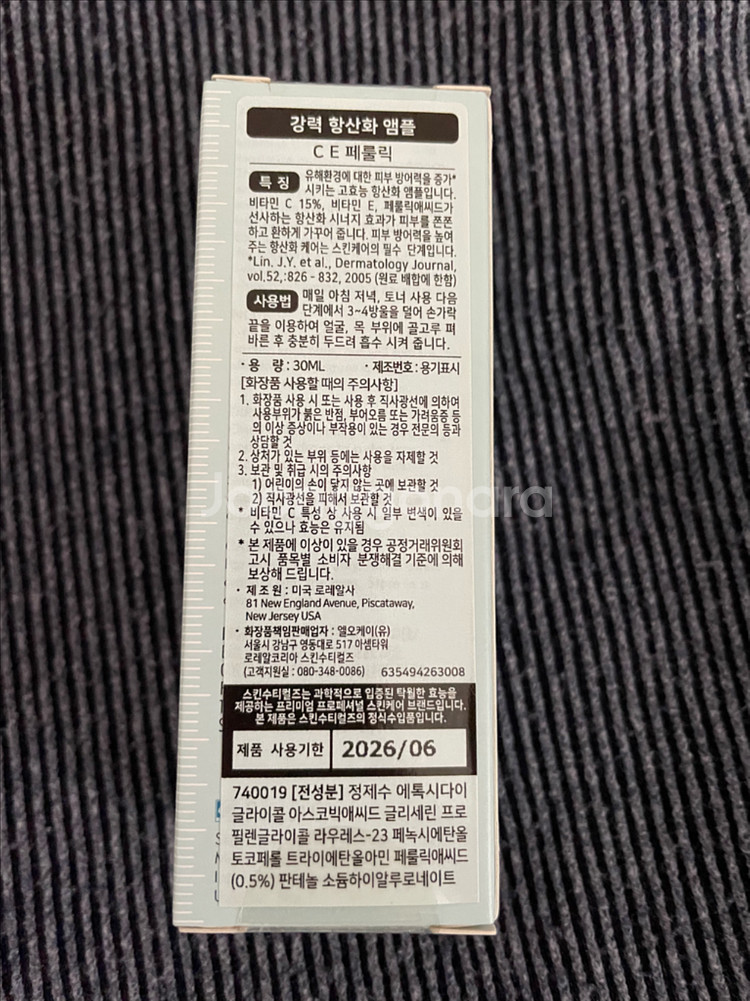 강력 항산화 앰플
C E 페룰릭
특 징 유해환경에 대한 피부 방어력을 증가*
시키는 고효능 항산화 앰플입니다.
비타민 C 15%, 비타민 E, 페룰릭애씨드가
선사하는 항산화 시너지 효과가 피부를 쫀쫀
하고 환하게 가꾸어 줍니다. 피부 방어력을 높여
주는 항산화 케어는 스킨케어의 필수 단계입니다.
*Lin. J.Y. et al., Dermatology Journal,
vol.52,:826 - 832, 2005 (원료 배합에 한함)
사용법 매일 아침 저녁, 토너 사용 다음
단계에서 3~4방울을 덜어 손가락
끝을 이용하여 얼굴, 목 부위에 골고루 펴
바른 후 충분히 두드려 흡수 시켜 줍니다.
· 용 량 : 30ML · 제조번호 : 용기표시
[화장품 사용할 때의 주의사항]
1. 화장품 사용 시 또는 사용 후 직사광선에 의하여
사용부위가 붉은 반점, 부어오름 또는 가려움증 등
의 이상 증상이나 부작용이 있는 경우 전문의 등과
상담할 것
2. 상처가 있는 부위 등에는 사용을 자제할 것
3. 보관 및 취급 시의 주의사항
1) 어린이의 손이 닿지 않는 곳에 보관할 것
2) 직사광선을 피해서 보관할 것
* 비타민 C 특성 상 사용 시 일부 변색이 있을
수 있으나 효능은 유지됨
* 본 제품에 이상이 있을 경우 공정거래위원회
고시 품목별 소비자 분쟁해결 기준에 의해
보상해 드립니다.
· 제 조 원 : 미국 로레알사
81 New England Avenue, Piscataway,
New Jersey USA
· 화장품책임판매업자 : 엘오케이(유)
서울시 강남구 영동대로 517 아셈타워
로레알코리아 스킨수티컬즈
(고객지원실 : 080-348-0086) 635494263008
스킨수티컬즈는 과학적으로 입증된 탁월한 효능을
제공하는 프리미엄 프로페셔널 스킨케어 브랜드입니다.
본 제품은 스킨수티컬즈의 정식수입품입니다.
제품 사용기한 2026/06
740019 [전성분] 정제수 에톡시다이
글라이콜 아스코빅애씨드 글리세린 프로
필렌글라이콜 라우레스-23 페녹시에탄올
토코페롤 트라이에탄올아민 페룰릭애씨드
(0.5%) 판테놀 소듐하이알루로네이트